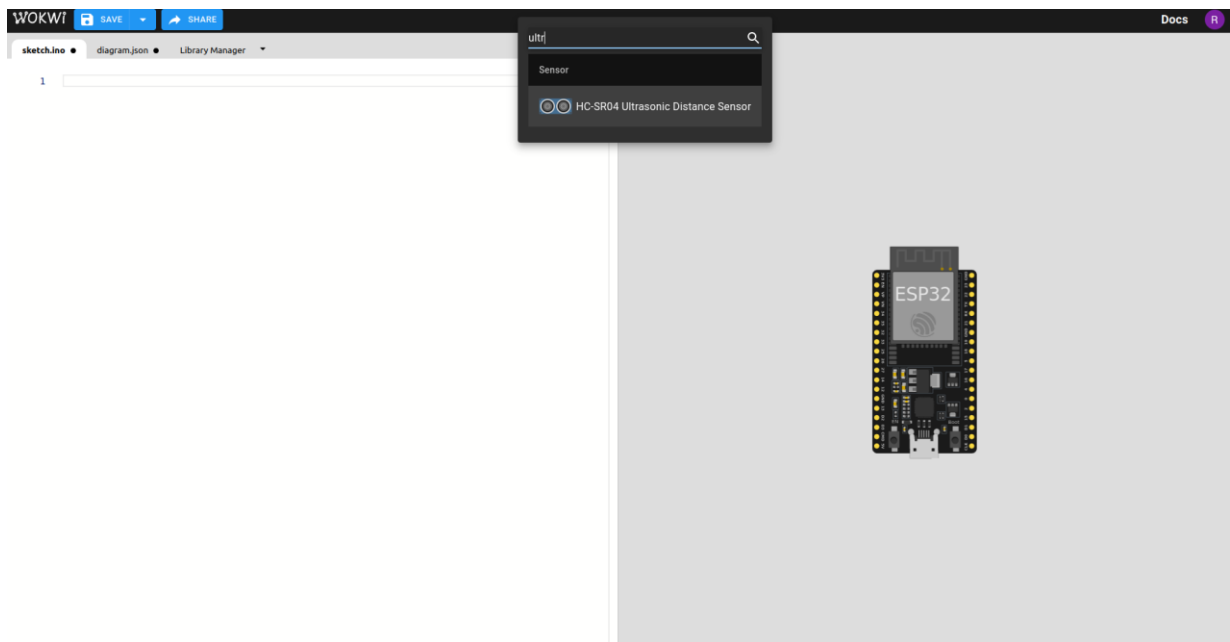 WOKWI SAVE SHARE Docs R
sketch.ino diagram.json Library Manager
ultr
Sensor
HC-SR04 Ultrasonic Distance Sensor
1
ESP32